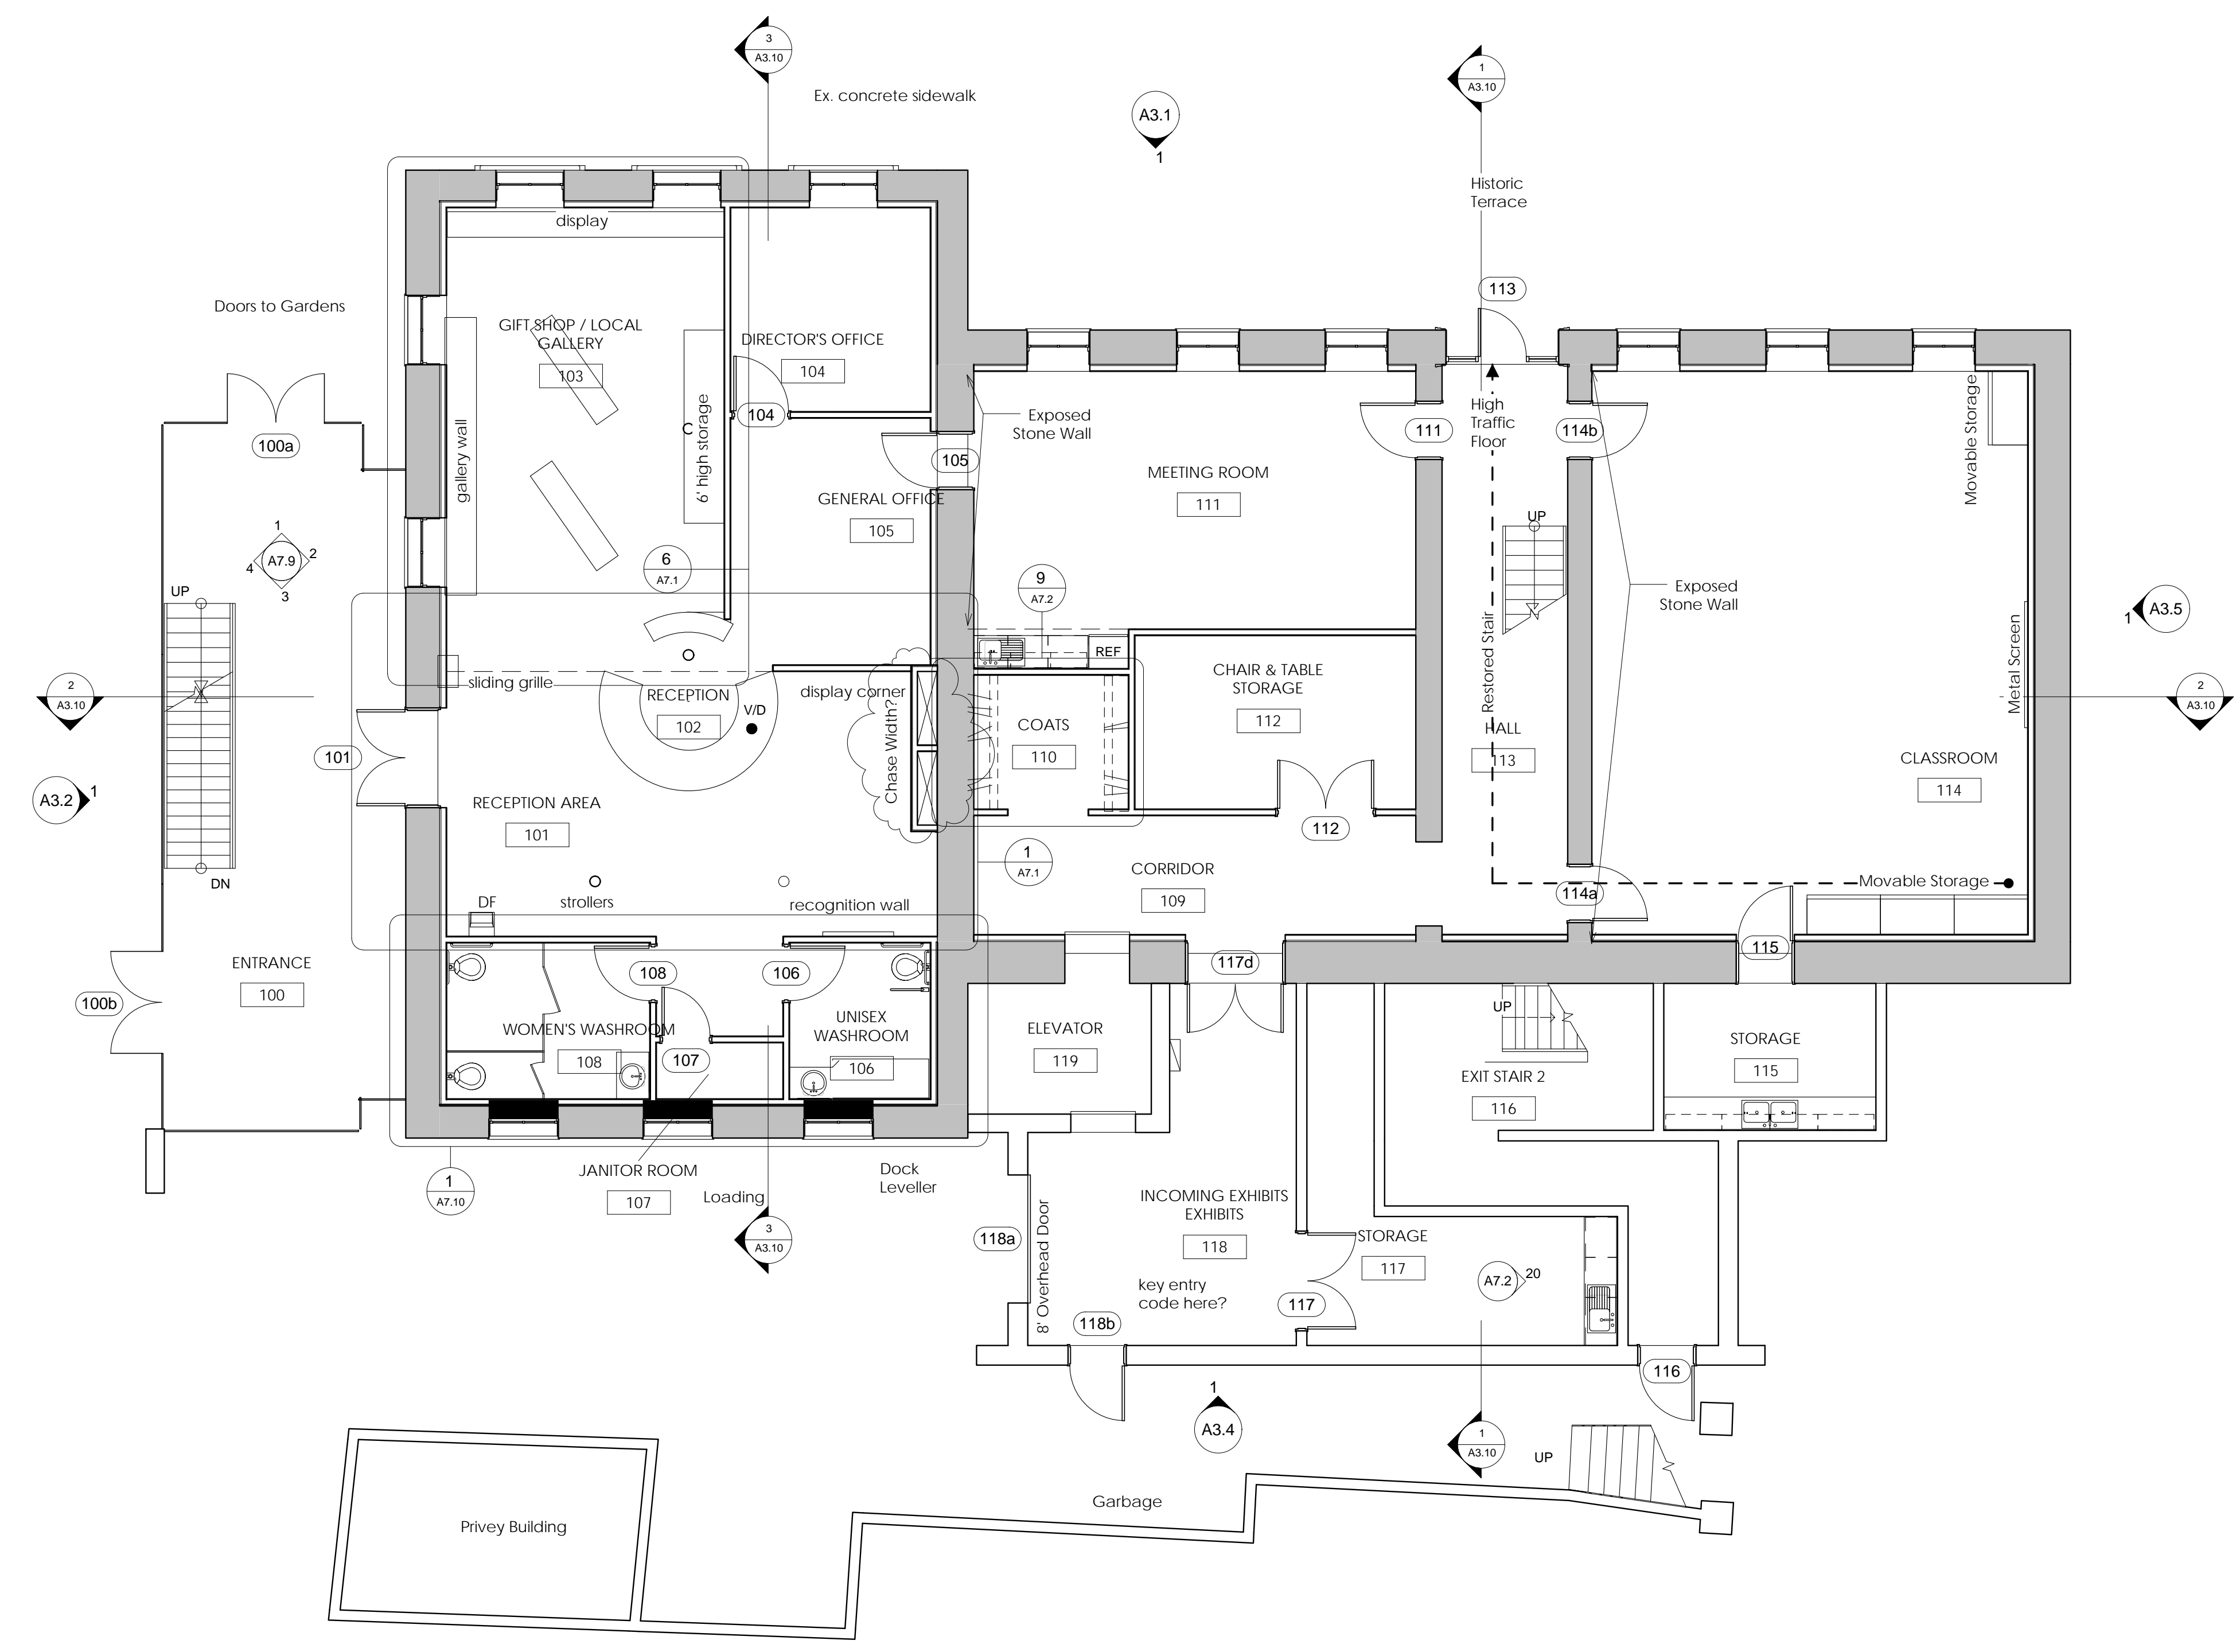 3
A3.10
Ex. concrete sidewalk
1
A3.10
A3.1
1
Historic
Terrace
display
113
Doors to Gardens
GIFT SHOP / LOCAL
GALLERY
103
DIRECTOR'S OFFICE
104
104
C
6' high storage
gallery wall
100a
Exposed
Stone Wall
High
Traffic
Floor
111
114b
Movable Storage
105
GENERAL OFFICE
105
MEETING ROOM
111
UP
1
2
3
4
A7.9
6
A7.1
9
A7.2
UP
Exposed
Stone Wall
A3.5
1
REF
CHAIR & TABLE
STORAGE
112
Restored Stair
Metal Screen
2
A3.10
sliding grille
RECEPTION
102
V/D
display corner
Chase Width?
COATS
110
HALL
113
2
A3.10
101
CLASSROOM
114
A3.2
1
RECEPTION AREA
101
112
1
A7.1
CORRIDOR
109
DN
Movable Storage
114a
DF
strollers
recognition wall
115
ENTRANCE
100
100b
108
106
117d
WOMEN'S WASHROOM
108
107
UNISEX
WASHROOM
106
ELEVATOR
119
UP
EXIT STAIR 2
116
STORAGE
115
1
A7.10
JANITOR ROOM
107
Loading
Dock
Leveller
3
A3.10
118a
8' Overhead Door
INCOMING EXHIBITS
EXHIBITS
118
STORAGE
117
key entry
code here?
117
A7.2
20
118b
116
1
A3.4
1
A3.10
UP
Garbage
Privey Building